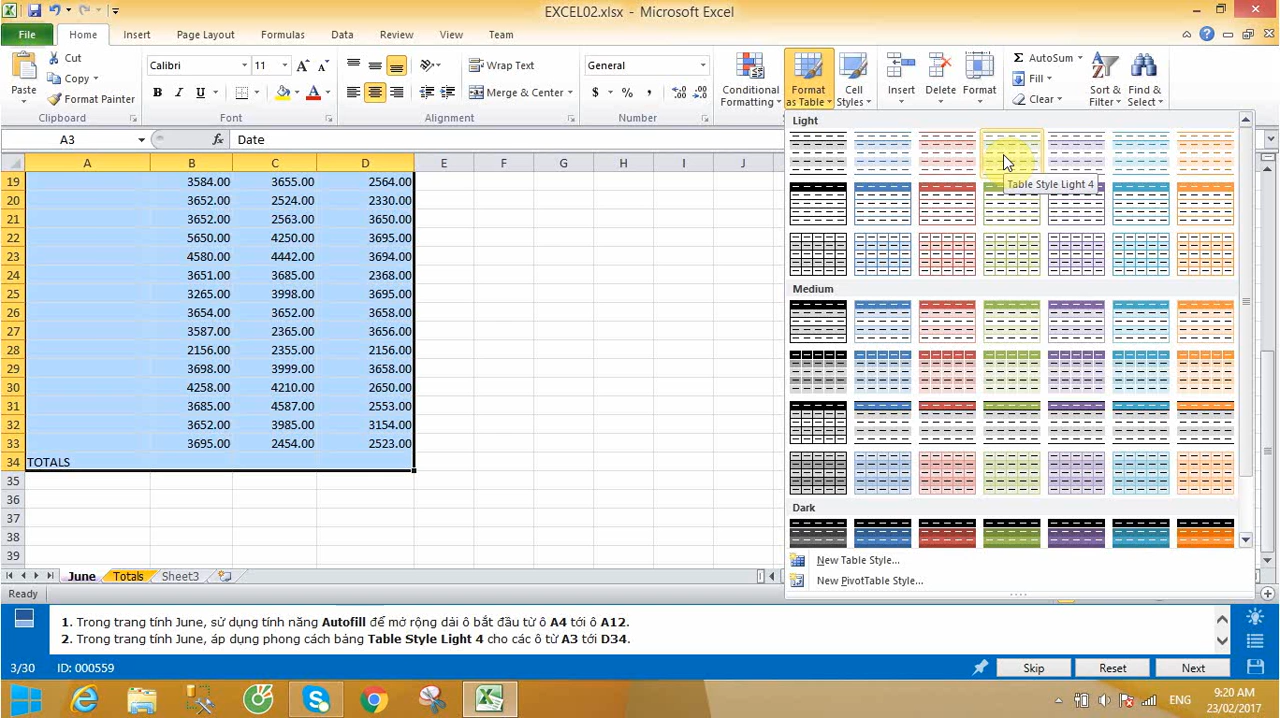 EXCEL02.xlsx - Microsoft Excel
File Home Insert Page Layout Formulas Data Review View Team
Paste
Cut
Copy
Format Painter
Clipboard
Calibri 11
B I U
Font
Wrap Text
Merge & Center
Alignment
General
$ % ,
Number
Conditional Formatting
Format as Table
Cell Styles
Insert
Delete
Format
AutoSum
Fill
Clear
Sort & Filter
Find & Select
A3 fx Date
A B C D E F G H I J
19 3584.00 3655.00 2564.00
20 3652.00 2524.00 2330.00
21 3652.00 2563.00 3650.00
22 5650.00 4250.00 3695.00
23 4580.00 4442.00 3694.00
24 3651.00 3685.00 2368.00
25 3265.00 3998.00 3695.00
26 3654.00 3652.00 3658.00
27 3587.00 2365.00 3656.00
28 2156.00 2355.00 2156.00
29 3698.00 3999.00 3658.00
30 4258.00 4210.00 2650.00
31 3685.00 4587.00 2553.00
32 3652.00 3985.00 3154.00
33 3695.00 2454.00 2523.00
34 TOTALS
35
36
37
38
39
Light
Table Style Light 4
Medium
Dark
New Table Style...
New PivotTable Style...
June Totals Sheet3
Ready
1. Trong trang tính June, sử dụng tính năng Autofill để mở rộng dải ô bắt đầu từ ô A4 tới ô A12.
2. Trong trang tính June, áp dụng phong cách bảng Table Style Light 4 cho các ô từ A3 tới D34.
3/30 ID: 000559 Skip Reset Next
ENG
9:20 AM
23/02/2017